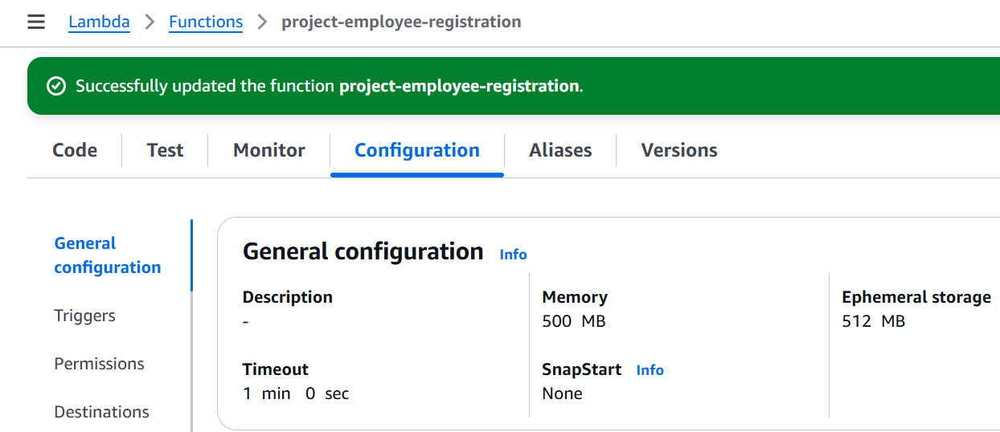 Lambda > Functions > project-employee-registration
Successfully updated the function project-employee-registration.
Code Test Monitor Configuration Aliases Versions
General
configuration
Triggers
Permissions
Destinations
General configuration Info
Description
-
Timeout
1 min 0 sec
Memory
500 MB
SnapStart Info
None
Ephemeral storage
512 MB